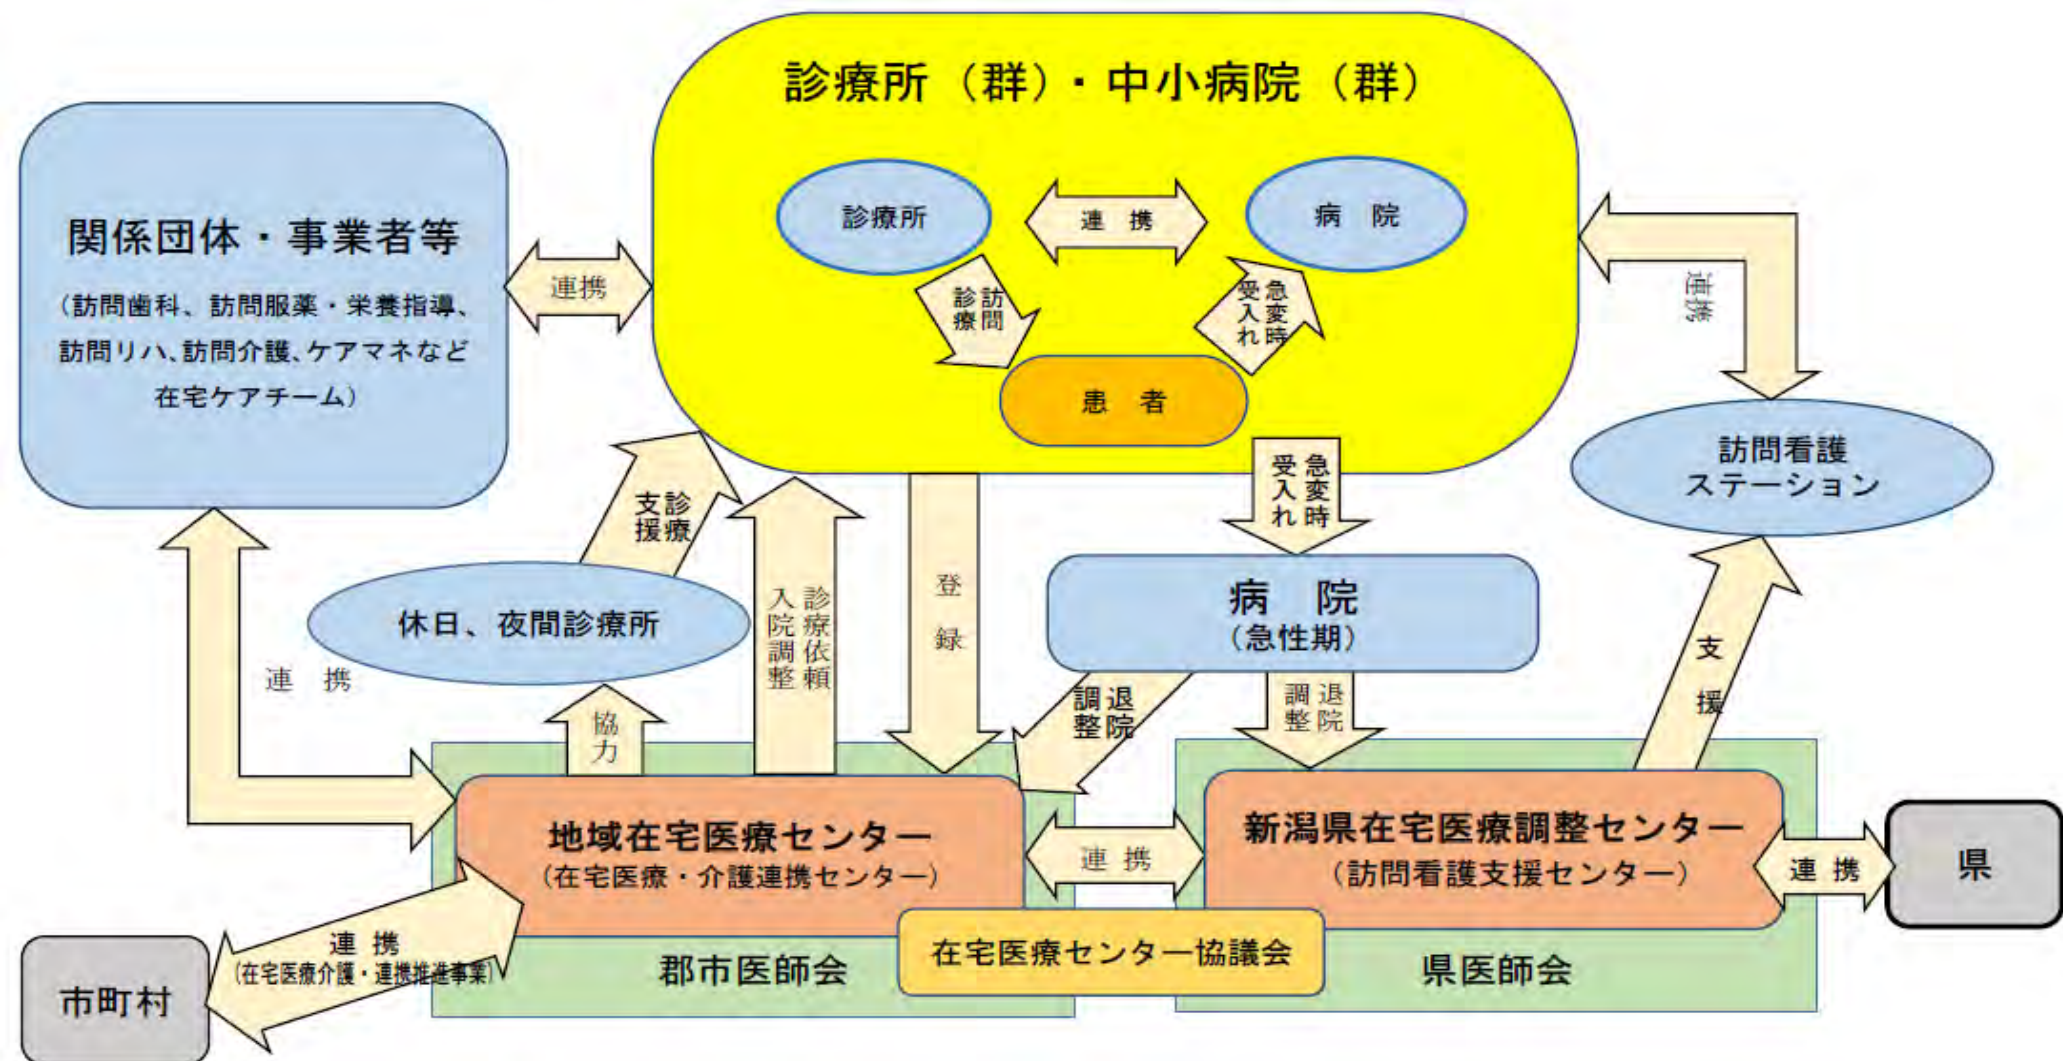 診療所（群）・中小病院（群）
診療所
連 携
病 院
訪問
診療
急変時
受入れ
患 者
関係団体・事業者等
（訪問歯科、訪問服薬・栄養指導、
訪問リハ、訪問介護、ケアマネなど
在宅ケアチーム）
連携
連携
訪問看護
ステーション
診療
支援
休日、夜間診療所
診療依頼
入院調整
登 録
急変時
受入れ
病 院
（急性期）
連 携
協力
退院
調整
退院
調整
支 援
地域在宅医療センター
（在宅医療・介護連携センター）
連 携
新潟県在宅医療調整センター
（訪問看護支援センター）
連 携
県
在宅医療センター協議会
連 携
（在宅医療介護・連携推進事業）
市町村
郡市医師会
県医師会